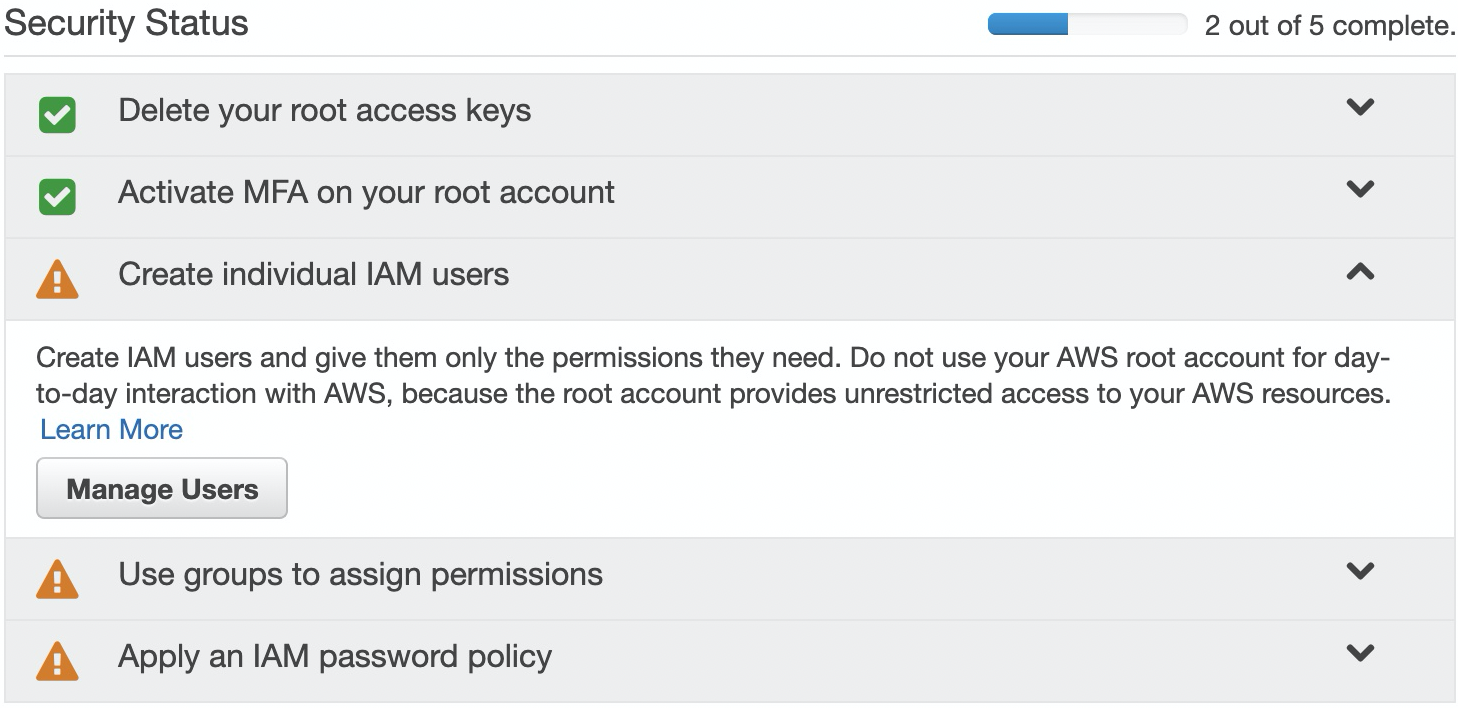 Security Status
2 out of 5 complete.
Delete your root access keys
Activate MFA on your root account
Create individual IAM users
Create IAM users and give them only the permissions they need. Do not use your AWS root account for day-
to-day interaction with AWS, because the root account provides unrestricted access to your AWS resources.
Learn More
Manage Users
Use groups to assign permissions
Apply an IAM password policy